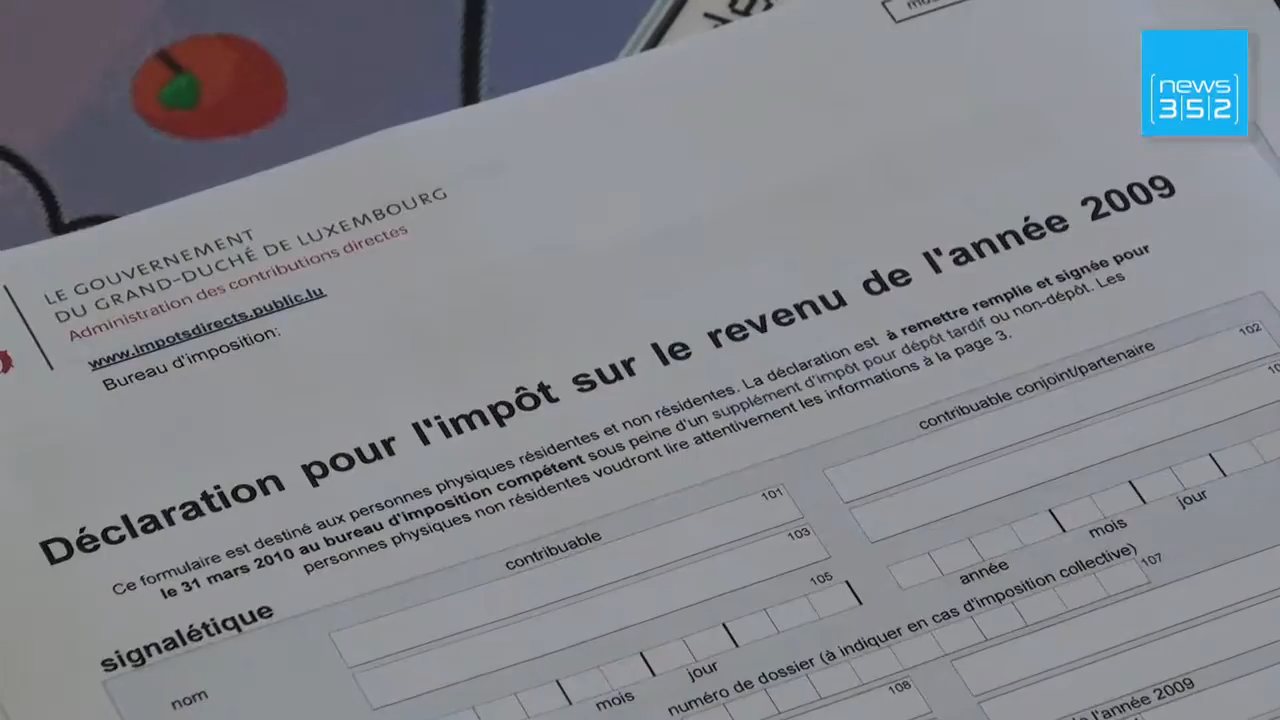 news
352
LE GOUVERNEMENT
DU GRAND-DUCHÉ DE LUXEMBOURG
Administration des contributions directes
www.impotsdirects.public.lu
Bureau d'imposition:
Déclaration pour l'impôt sur le revenu de l'année 2009
Ce formulaire est destiné aux personnes physiques résidentes et non résidentes. La déclaration est à remettre remplie et signée pour
le 31 mars 2010 au bureau d'imposition compétent sous peine d'un supplément d'impôt pour dépôt tardif ou non-dépôt. Les
personnes physiques non résidentes voudront lire attentivement les informations à la page 3.
signalétique
contribuable
contribuable conjoint/partenaire
nom
101
102
103
105
mois
jour
année
mois
jour
numéro de dossier (à indiquer en cas d'imposition collective)
107
108
l'année 2009